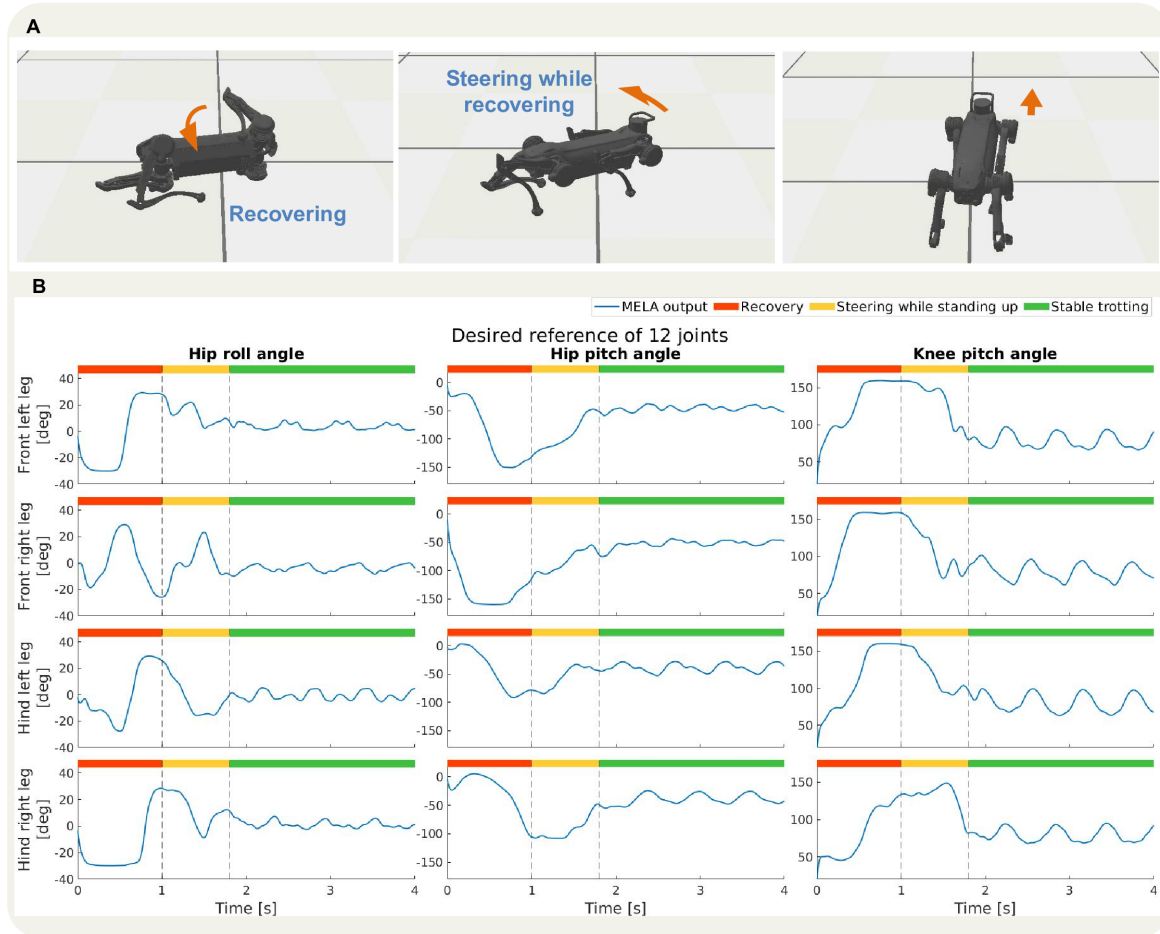 A
Recovering
Steering while
recovering
B
MELA output
Recovery
Steering while standing up
Stable trotting
Desired reference of 12 joints
Hip roll angle
Hip pitch angle
Knee pitch angle
Front left leg
[deg]
40
20
0
-20
-40
0
-50
-100
-150
150
100
50
Front right leg
[deg]
40
20
0
-20
-40
0
-50
-100
-150
150
100
50
Hind left leg
[deg]
40
20
0
-20
-40
0
-50
-100
-150
150
100
50
Hind right leg
[deg]
40
20
0
-20
-40
0
-50
-100
-150
150
100
50
0 1 2 3 4
0 1 2 3 4
0 1 2 3 4
Time [s]
Time [s]
Time [s]